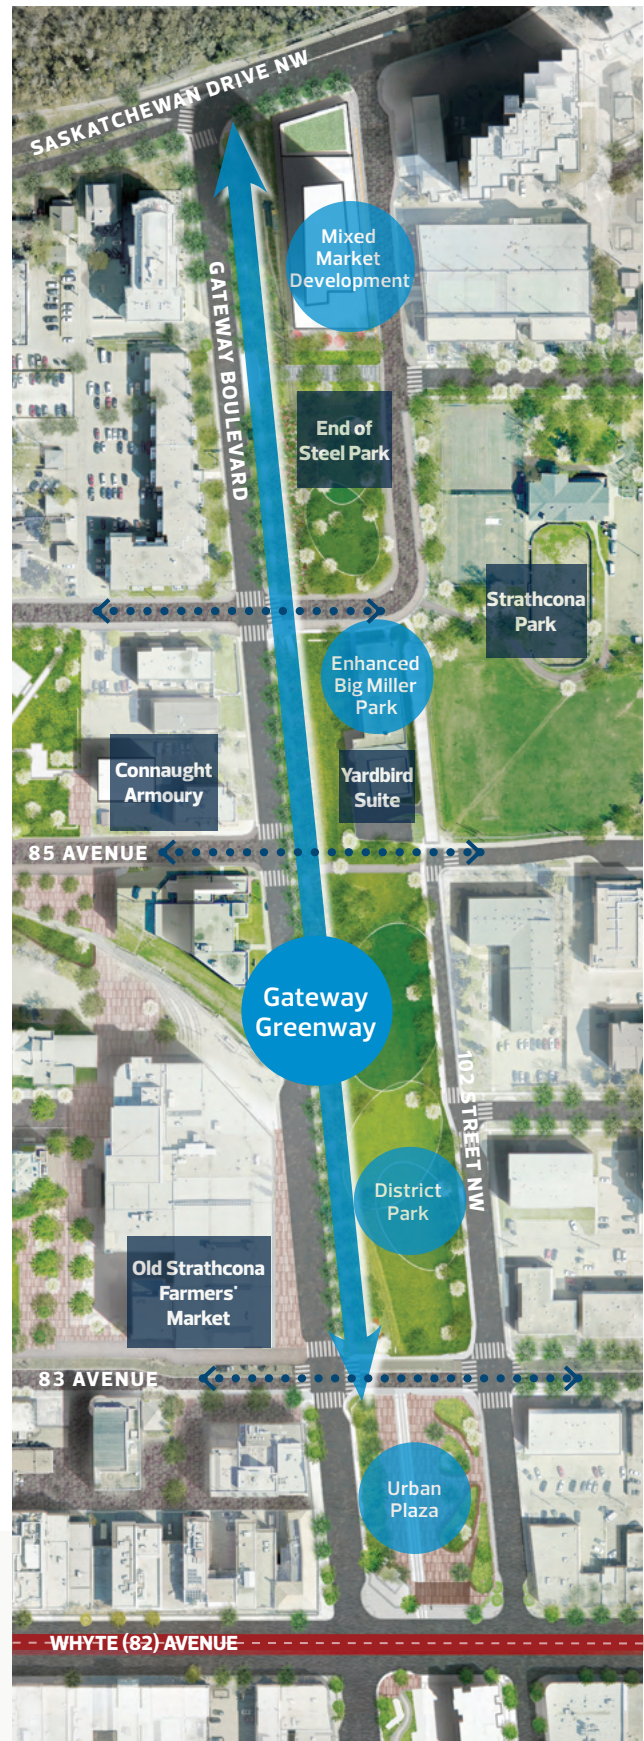 SASKATCHEWAN DRIVE NW
Mixed
Market
Development
GATEWAY BOULEVARD
End of
Steel Park
Strathcona
Park
Enhanced
Big Miller
Park
Connaught
Armoury
Yardbird
Suite
85 AVENUE
Gateway
Greenway
102 STREET NW
District
Park
Old Strathcona
Farmers'
Market
83 AVENUE
Urban
Plaza
WHYTE (82) AVENUE